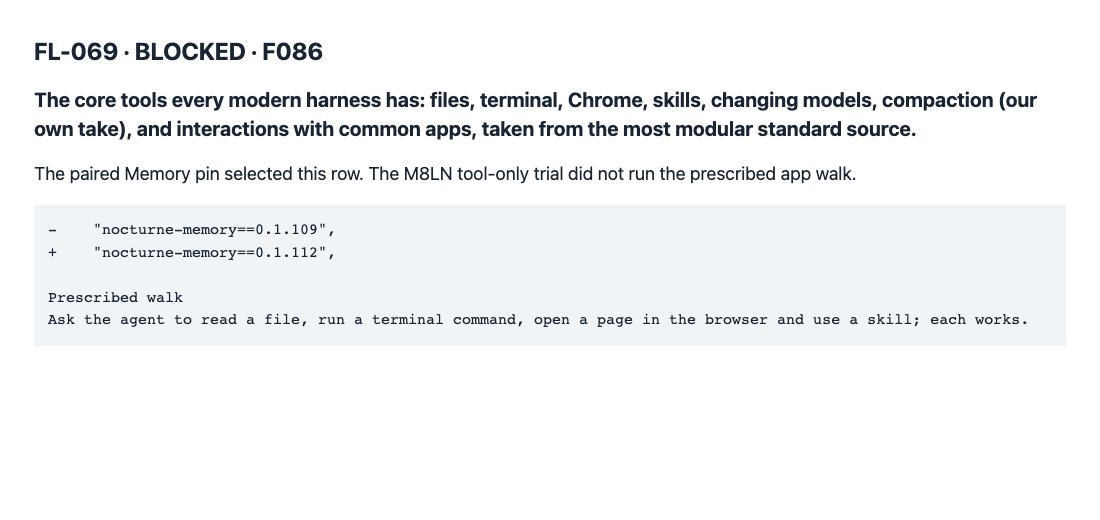 FL-069 · BLOCKED · F086
The core tools every modern harness has: files, terminal, Chrome, skills, changing models, compaction (our
own take), and interactions with common apps, taken from the most modular standard source.
The paired Memory pin selected this row. The M8LN tool-only trial did not run the prescribed app walk.
-    "nocturne-memory==0.1.109",
+    "nocturne-memory==0.1.112",
Prescribed walk
Ask the agent to read a file, run a terminal command, open a page in the browser and use a skill; each works.